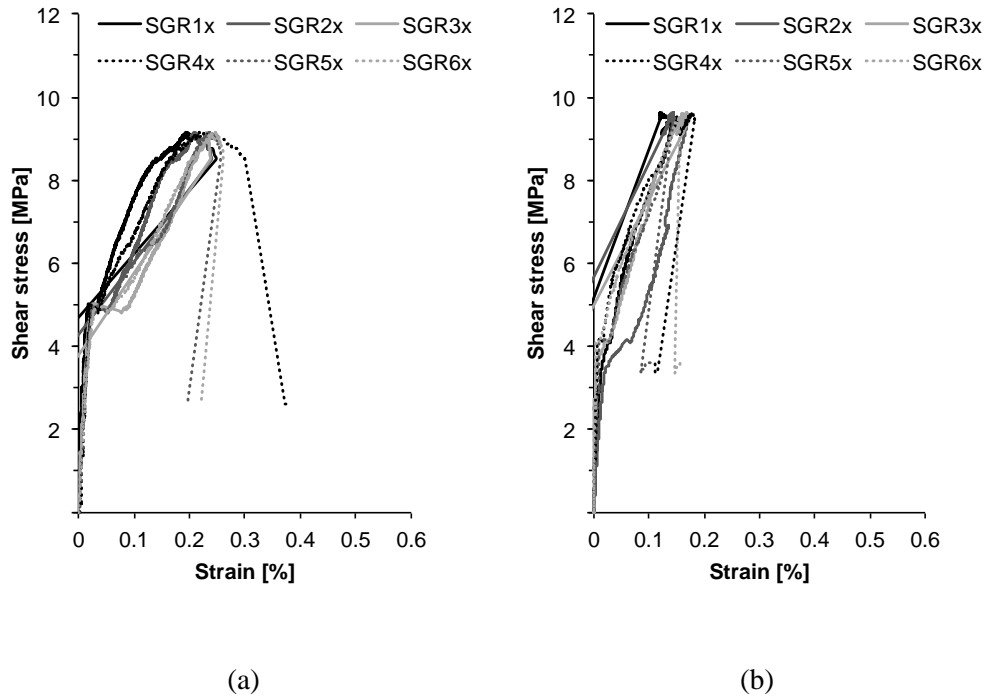 SGR1x SGR2x SGR3x
SGR4x SGR5x SGR6x
12
10
8
6
4
2
Shear stress [MPa]
0 0.1 0.2 0.3 0.4 0.5 0.6
Strain [%]
(a)
SGR1x SGR2x SGR3x
SGR4x SGR5x SGR6x
12
10
8
6
4
2
Shear stress [MPa]
0 0.1 0.2 0.3 0.4 0.5 0.6
Strain [%]
(b)